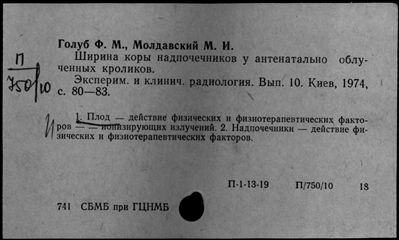 Голуб Ф. М., Молдавский М. И.
Ширина коры надпочечников у антенатально облу-
ченных кроликов.
Эксперим. и клинич. радиология. Вып. 10. Киев, 1974,
с. 80—83.
П
750/10
1. Плод — действие физических и физиотерапевтических факто-
ров — — ионизирующих излучений. 2. Надпочечники — действие фи-
зических и физиотерапевтических факторов.
П-1-13-19 П/750/10 18
741 СБМБ при ГЦНМБ